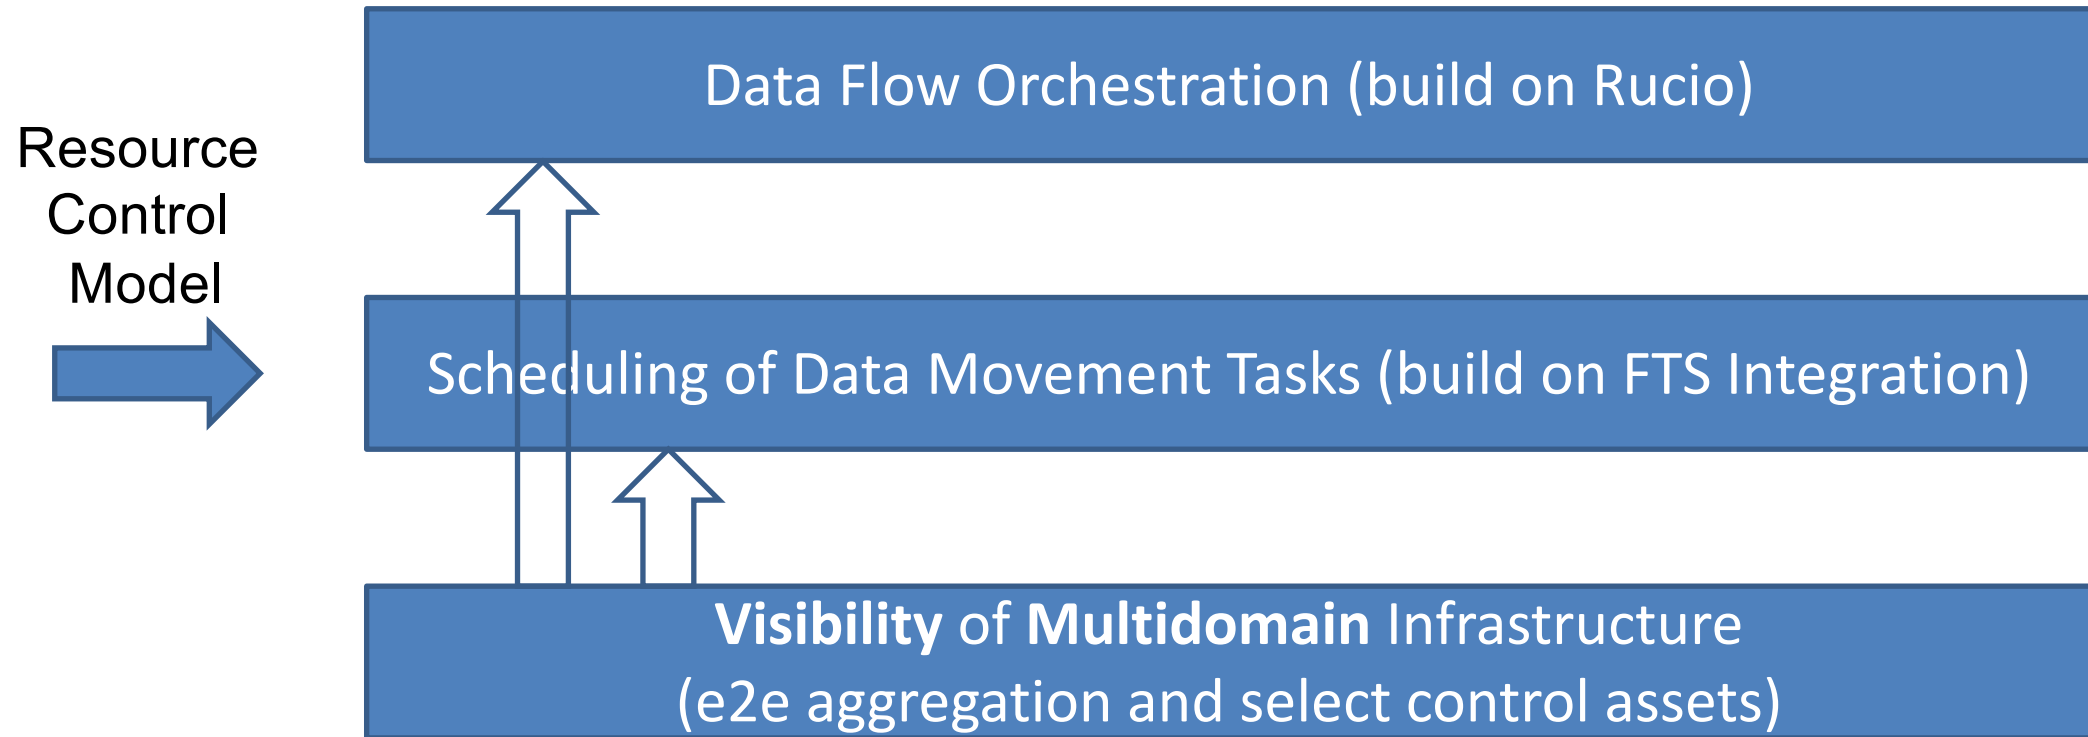 Data Flow Orchestration (build on Rucio)
Resource
Control
Model
Scheduling of Data Movement Tasks (build on FTS Integration)
Visibility of Multidomain Infrastructure
(e2e aggregation and select control assets)